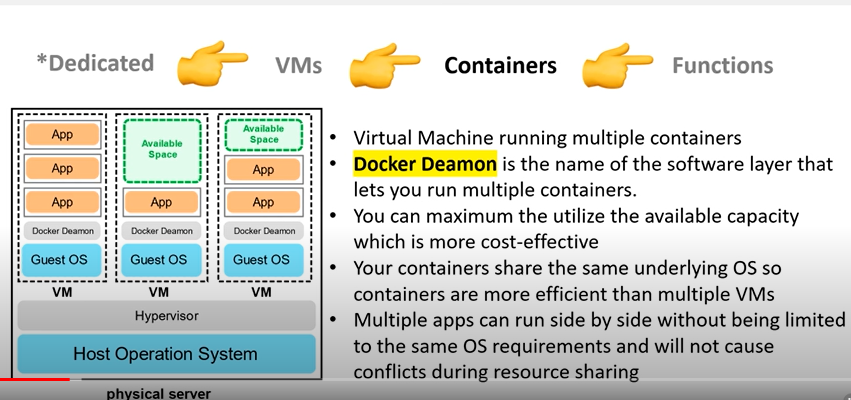 *Dedicated VMs Containers Functions
App
App
App
Docker Deamon
Guest OS
VM
Available
Space
App
Docker Deamon
Guest OS
VM
Available
Space
App
App
Docker Deamon
Guest OS
VM
Hypervisor
Host Operation System
physical server
• Virtual Machine running multiple containers
• Docker Deamon is the name of the software layer that
lets you run multiple containers.
• You can maximum the utilize the available capacity
which is more cost-effective
• Your containers share the same underlying OS so
containers are more efficient than multiple VMs
• Multiple apps can run side by side without being limited
to the same OS requirements and will not cause
conflicts during resource sharing